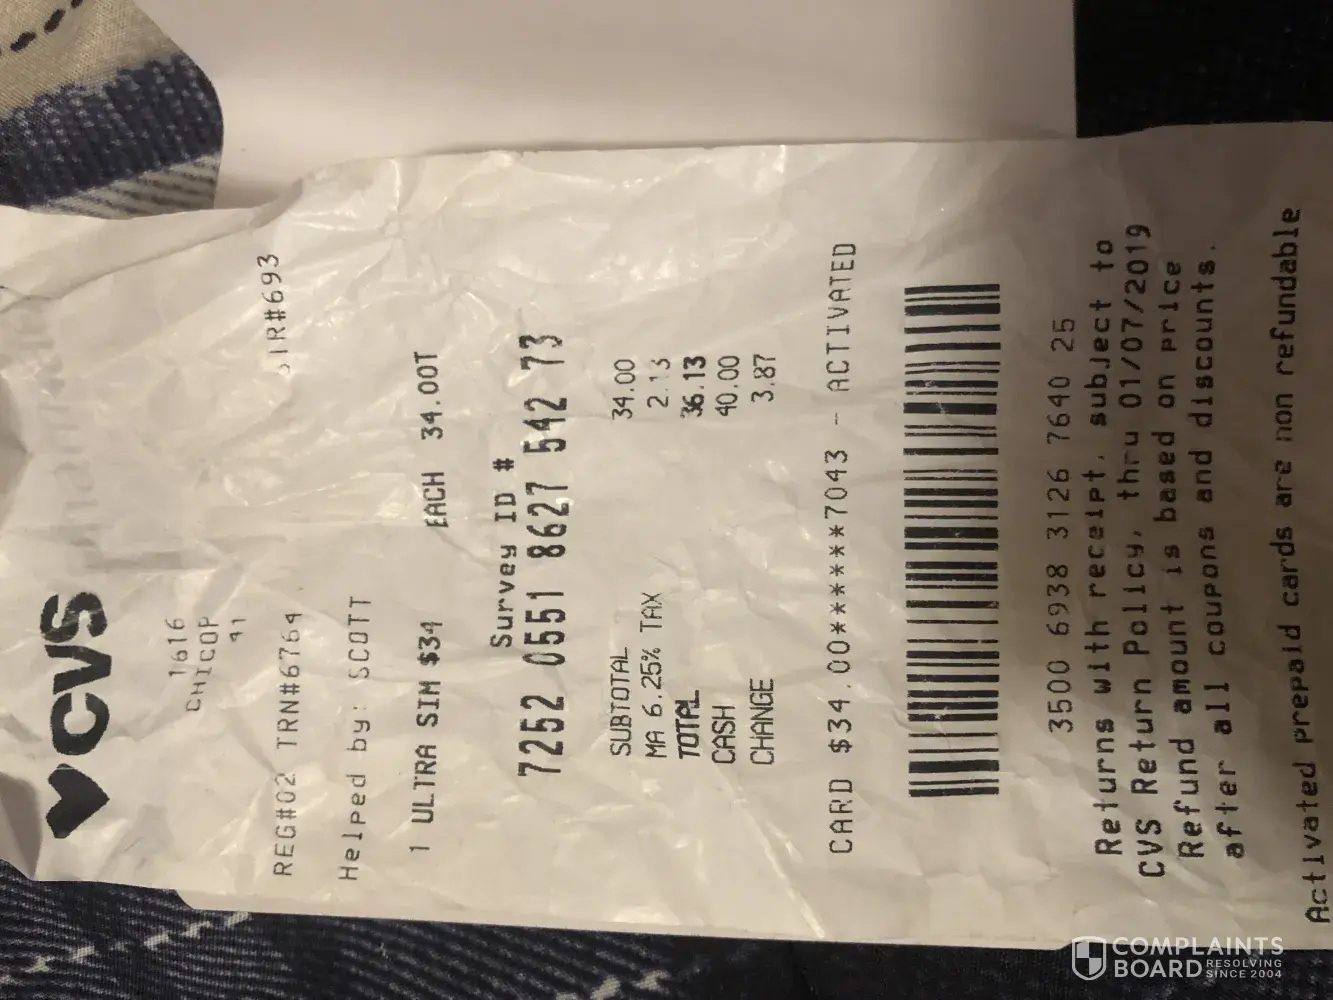 CVS
1616
CHICOP
41
REG#02 TRN#6764 STR#693
Helped by: SCOTT
1 ULTRA SIM $34 EACH 34.00T
Survey ID #
7252 0551 8627 542 73
SUBTOTAL 34.00
MA 6.25% TAX 2.13
TOTAL 36.13
CASH 40.00
CHANGE 3.87
CARD $34.00********7043 - ACTIVATED
3500 6938 3126 7640 25
Returns with receipt, subject to
CVS Return Policy, thru 01/07/2019
Refund amount is based on price
after all coupons and discounts.
Activated prepaid cards are non refundable
COMPLAINTS
BOARD RESOLVING
SINCE 2004